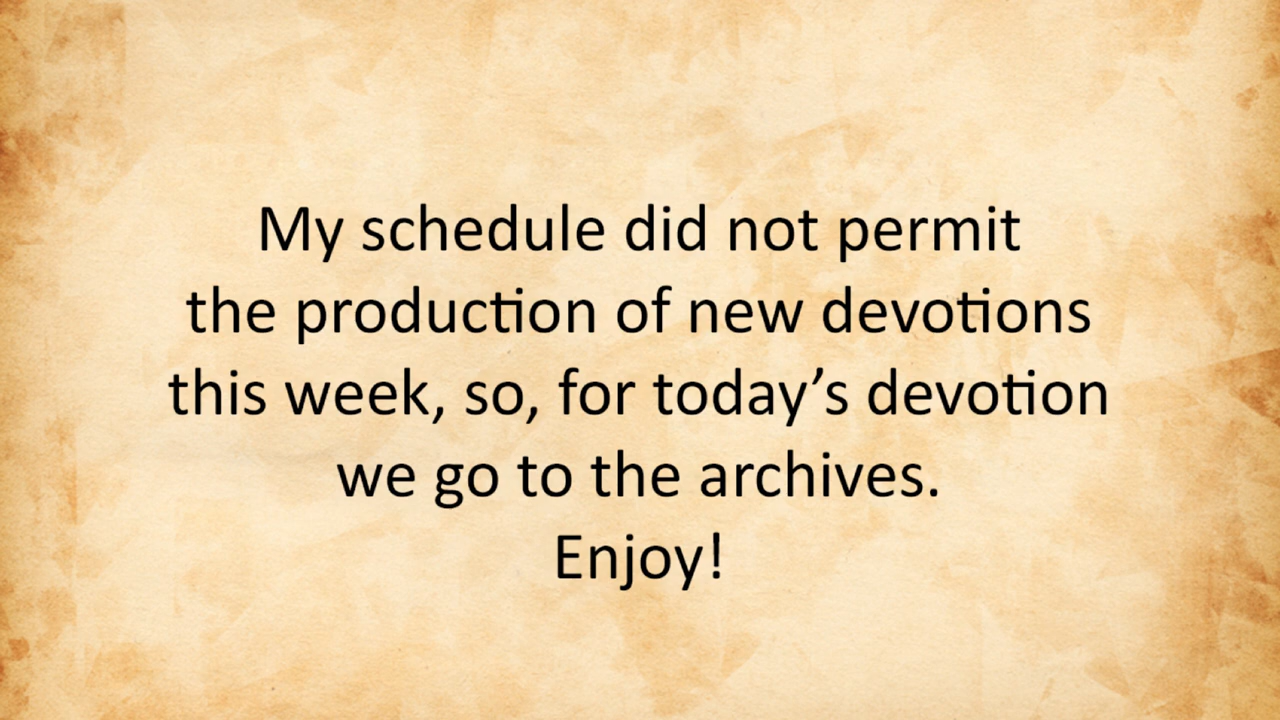 My schedule did not permit
the production of new devotions
this week, so, for today’s devotion
we go to the archives.
Enjoy!